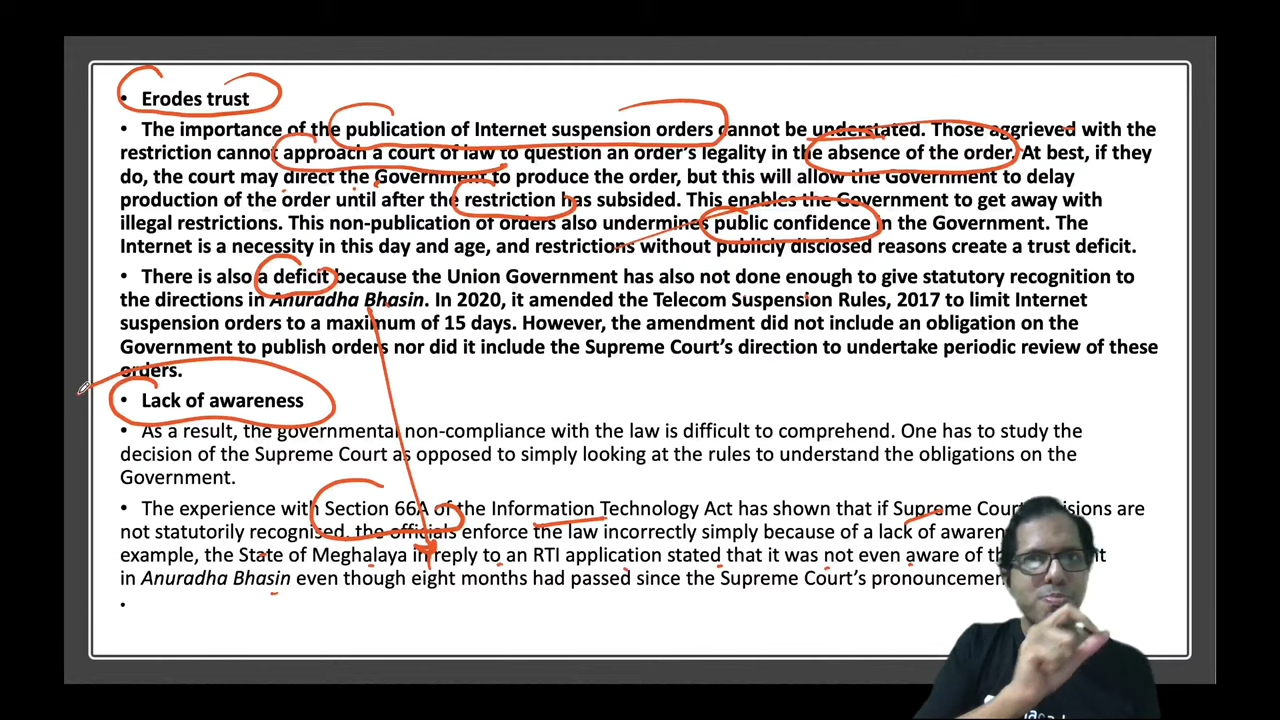 • Erodes trust
• The importance of the publication of Internet suspension orders cannot be understated. Those aggrieved with the
restriction cannot approach a court of law to question an order’s legality in the absence of the order. At best, if they
do, the court may direct the Government to produce the order, but this will allow the Government to delay
production of the order until after the restriction has subsided. This enables the Government to get away with
illegal restrictions. This non-publication of orders also undermines public confidence in the Government. The
Internet is a necessity in this day and age, and restrictions without publicly disclosed reasons create a trust deficit.
• There is also a deficit because the Union Government has also not done enough to give statutory recognition to
the directions in Anuradha Bhasin. In 2020, it amended the Telecom Suspension Rules, 2017 to limit Internet
suspension orders to a maximum of 15 days. However, the amendment did not include an obligation on the
Government to publish orders nor did it include the Supreme Court’s direction to undertake periodic review of these
orders.
• Lack of awareness
• As a result, the governmental non-compliance with the law is difficult to comprehend. One has to study the
decision of the Supreme Court as opposed to simply looking at the rules to understand the obligations on the
Government.
• The experience with Section 66A of the Information Technology Act has shown that if Supreme Court are
not statutorily recognised, the officials enforce the law incorrectly simply because of a lack of
example, the State of Meghalaya in reply to an RTI application stated that it was not even aware of
in Anuradha Bhasin even though eight months had passed since the Supreme Court’s
•